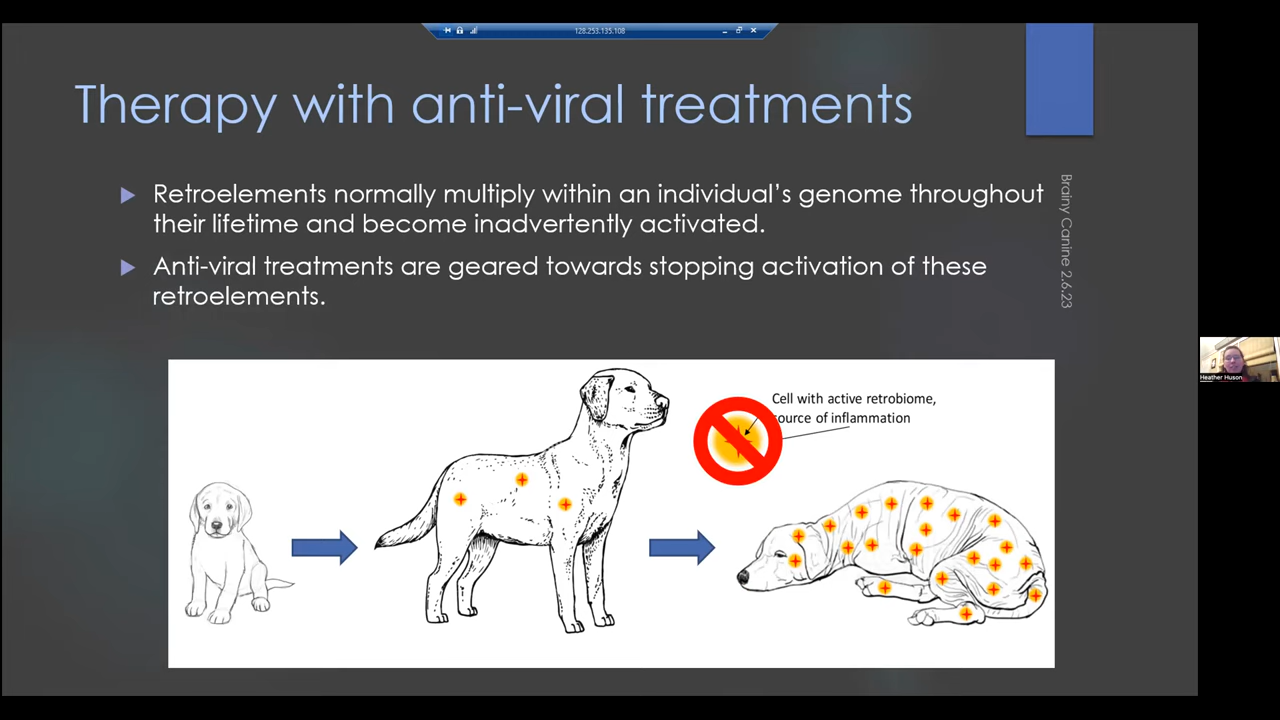 128.253.135.108
Therapy with anti-viral treatments
Retroelements normally multiply within an individual's genome throughout
their lifetime and become inadvertently activated.
Anti-viral treatments are geared towards stopping activation of these
retroelements.
Brainy Canine 2.6.23
Cell with active retrobiome,
source of inflammation
Heather Huson